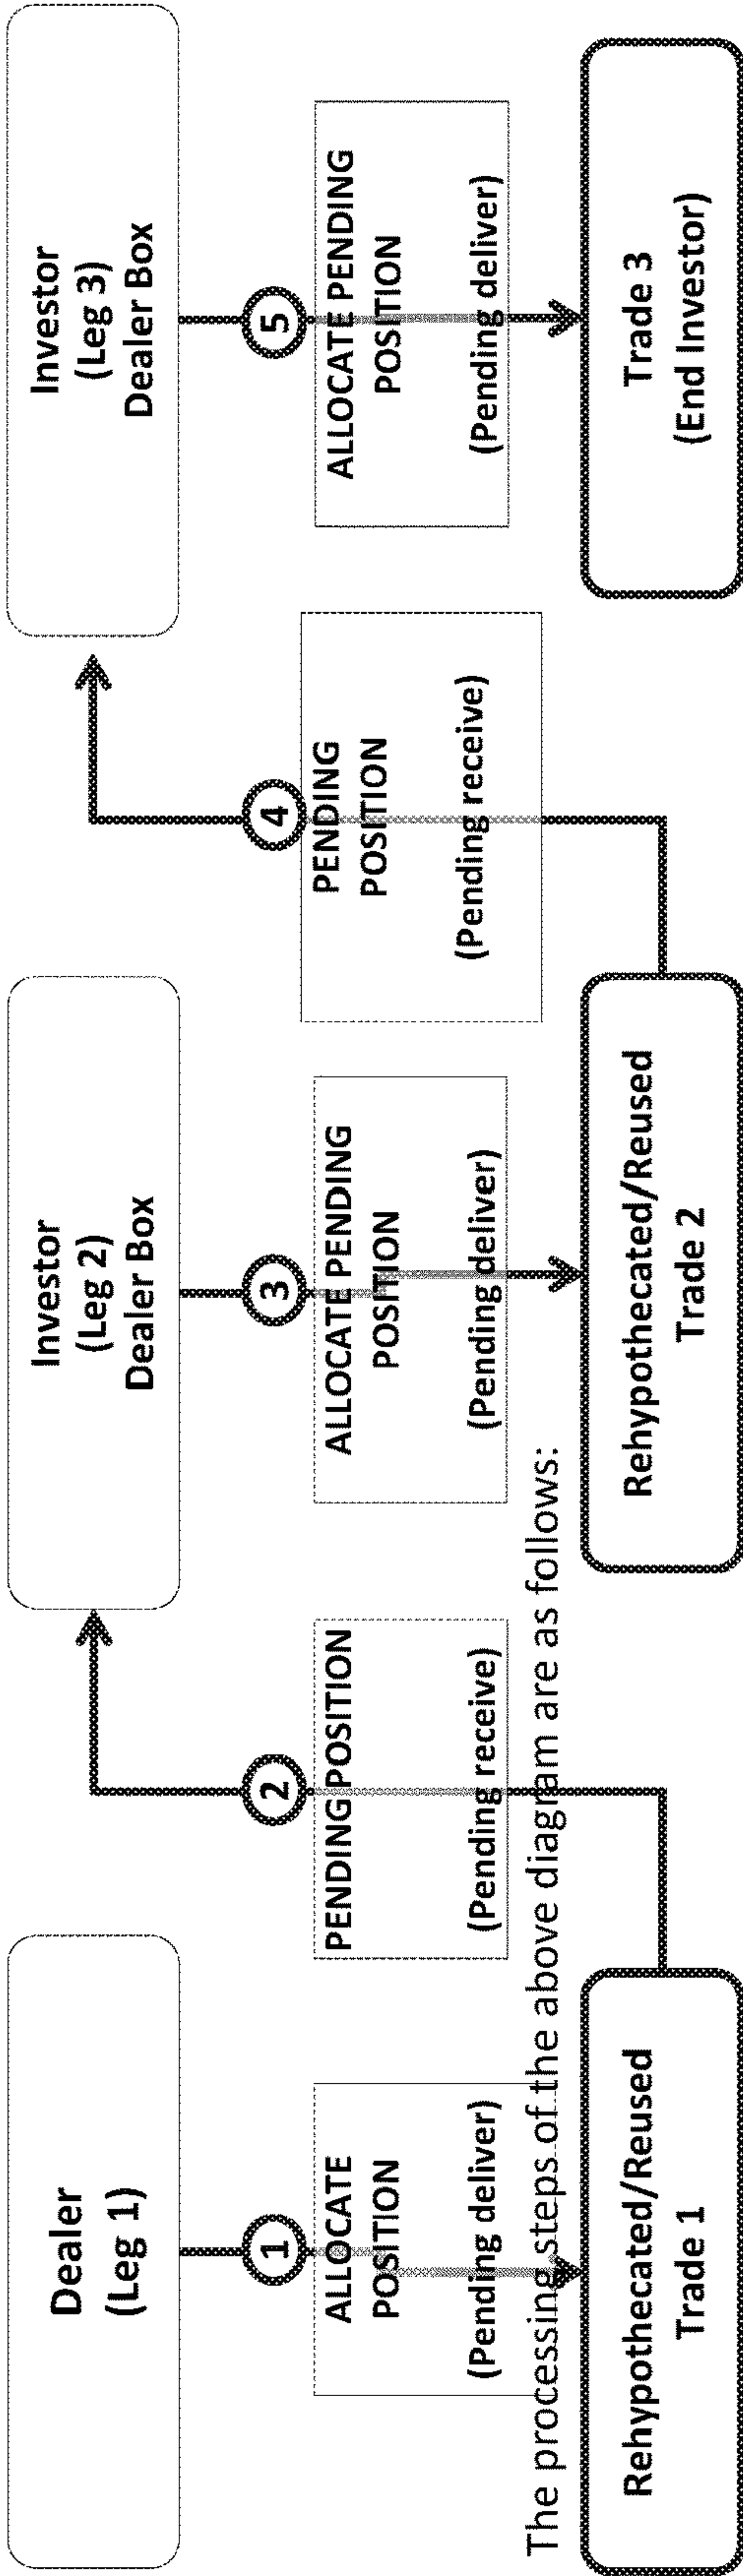 Dealer
(Leg 1)
1
ALLOCATE
POSITION
(Pending deliver)
Rehypothecated/Reused
Trade 1
2
PENDING POSITION
(Pending receive)
Investor
(Leg 2)
Dealer Box
3
ALLOCATE PENDING
POSITION
(Pending deliver)
Rehypothecated/Reused
Trade 2
4
PENDING
POSITION
(Pending receive)
Investor
(Leg 3)
Dealer Box
5
ALLOCATE PENDING
POSITION
(Pending deliver)
Trade 3
(End Investor)
The processing steps of the above diagram are as follows: